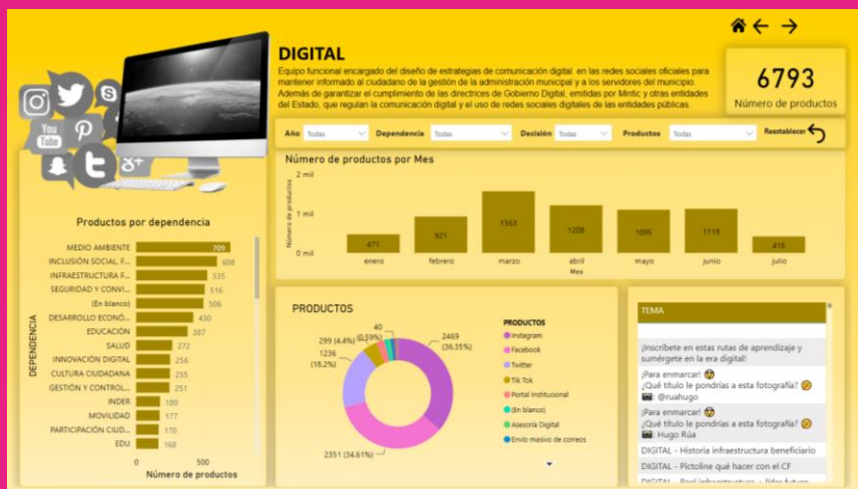 DIGITAL
Equipo funcional encargado del diseño de estrategias de comunicación digital en las redes sociales oficiales para
mantener informado al ciudadano de la gestión de la administración municipal y a los servidores del municipio.
Además de garantizar el cumplimiento de las directrices de Gobierno Digital, emitidas por Mintic y otras entidades
del Estado, que regulan la comunicación digital y el uso de redes sociales digitales de las entidades públicas.
6793
Número de productos
You
Tube
g+
Año Todas Dependencia Todas Decisión Todas Productos Todas Reestablecer
Número de productos por Mes
Número de productos
2 mil
1 mil
0 mil
471
921
1563
1208
1095
1119
416
enero febrero marzo abril mayo junio julio
Mes
Productos por dependencia
DEPENDENCIA
MEDIO AMBIENTE 709
INCLUSIÓN SOCIAL, F... 608
INFRAESTRUCTURA F... 535
SEGURIDAD Y CONVI... 516
(En blanco) 506
DESARROLLO ECONÓ... 430
EDUCACIÓN 387
SALUD 272
INNOVACIÓN DIGITAL 256
CULTURA CIUDADANA 255
GESTIÓN Y CONTROL... 251
INDER 180
MOVILIDAD 177
PARTICIPACIÓN CIUD... 170
EDU 168
0 500
Número de productos
PRODUCTOS
40
299 (4.4%) (0.59%)
1236
(18.2%)
2469
(36.35%)
2351 (34.61%)
PRODUCTOS
Instagram
Facebook
Twitter
Tik Tok
Portal Institucional
(En blanco)
Asesoría Digital
Envío masivo de correos
TEMA
¡Inscríbete en estas rutas de aprendizaje y
sumérgete en la era digital!
¡Para enmarcar!
¿Qué título le pondrías a esta fotografía?
: @ruahugo
¡Para enmarcar!
¿Qué título le pondrías a esta fotografía?
: Hugo Rúa
DIGITAL - Historia infraestructura beneficiario
DIGITAL - Pictoline qué hacer con el CF